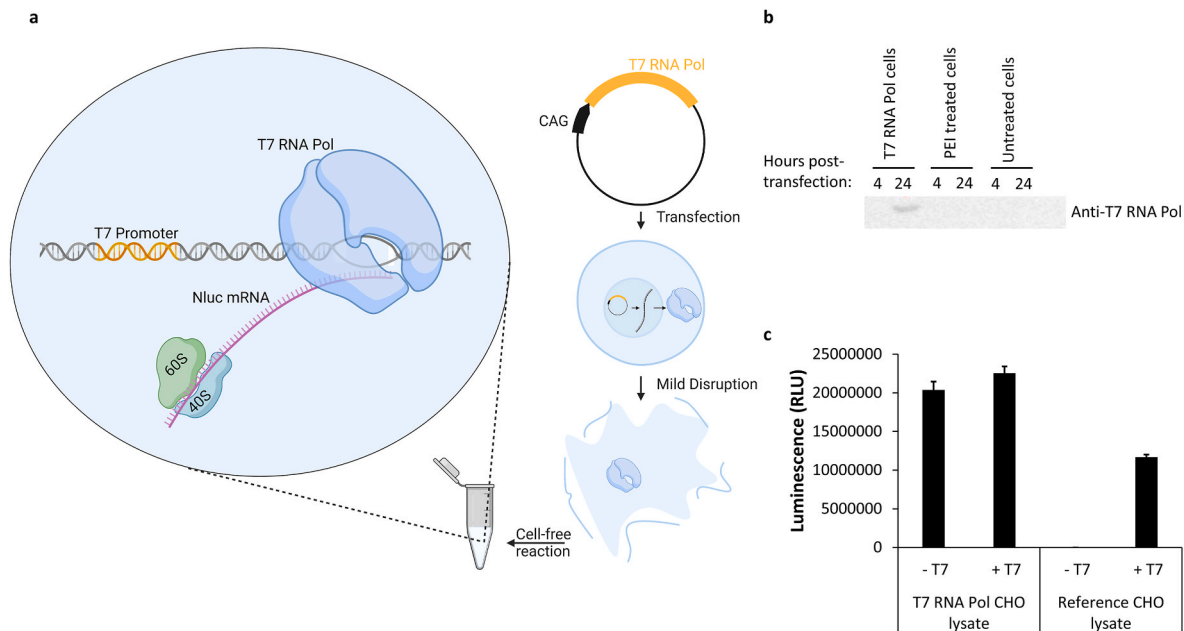 a
T7 RNA Pol
CAG
T7 RNA Pol
T7 Promoter
Nluc mRNA
60S
40S
Transfection
Mild Disruption
Cell-free
reaction
b
T7 RNA Pol cells
PEI treated cells
Untreated cells
Hours post-
transfection:
4 24 4 24 4 24
Anti-T7 RNA Pol
c
Luminescence (RLU)
25000000
20000000
15000000
10000000
5000000
0
- T7 + T7 - T7 + T7
T7 RNA Pol CHO
lysate
Reference CHO
lysate